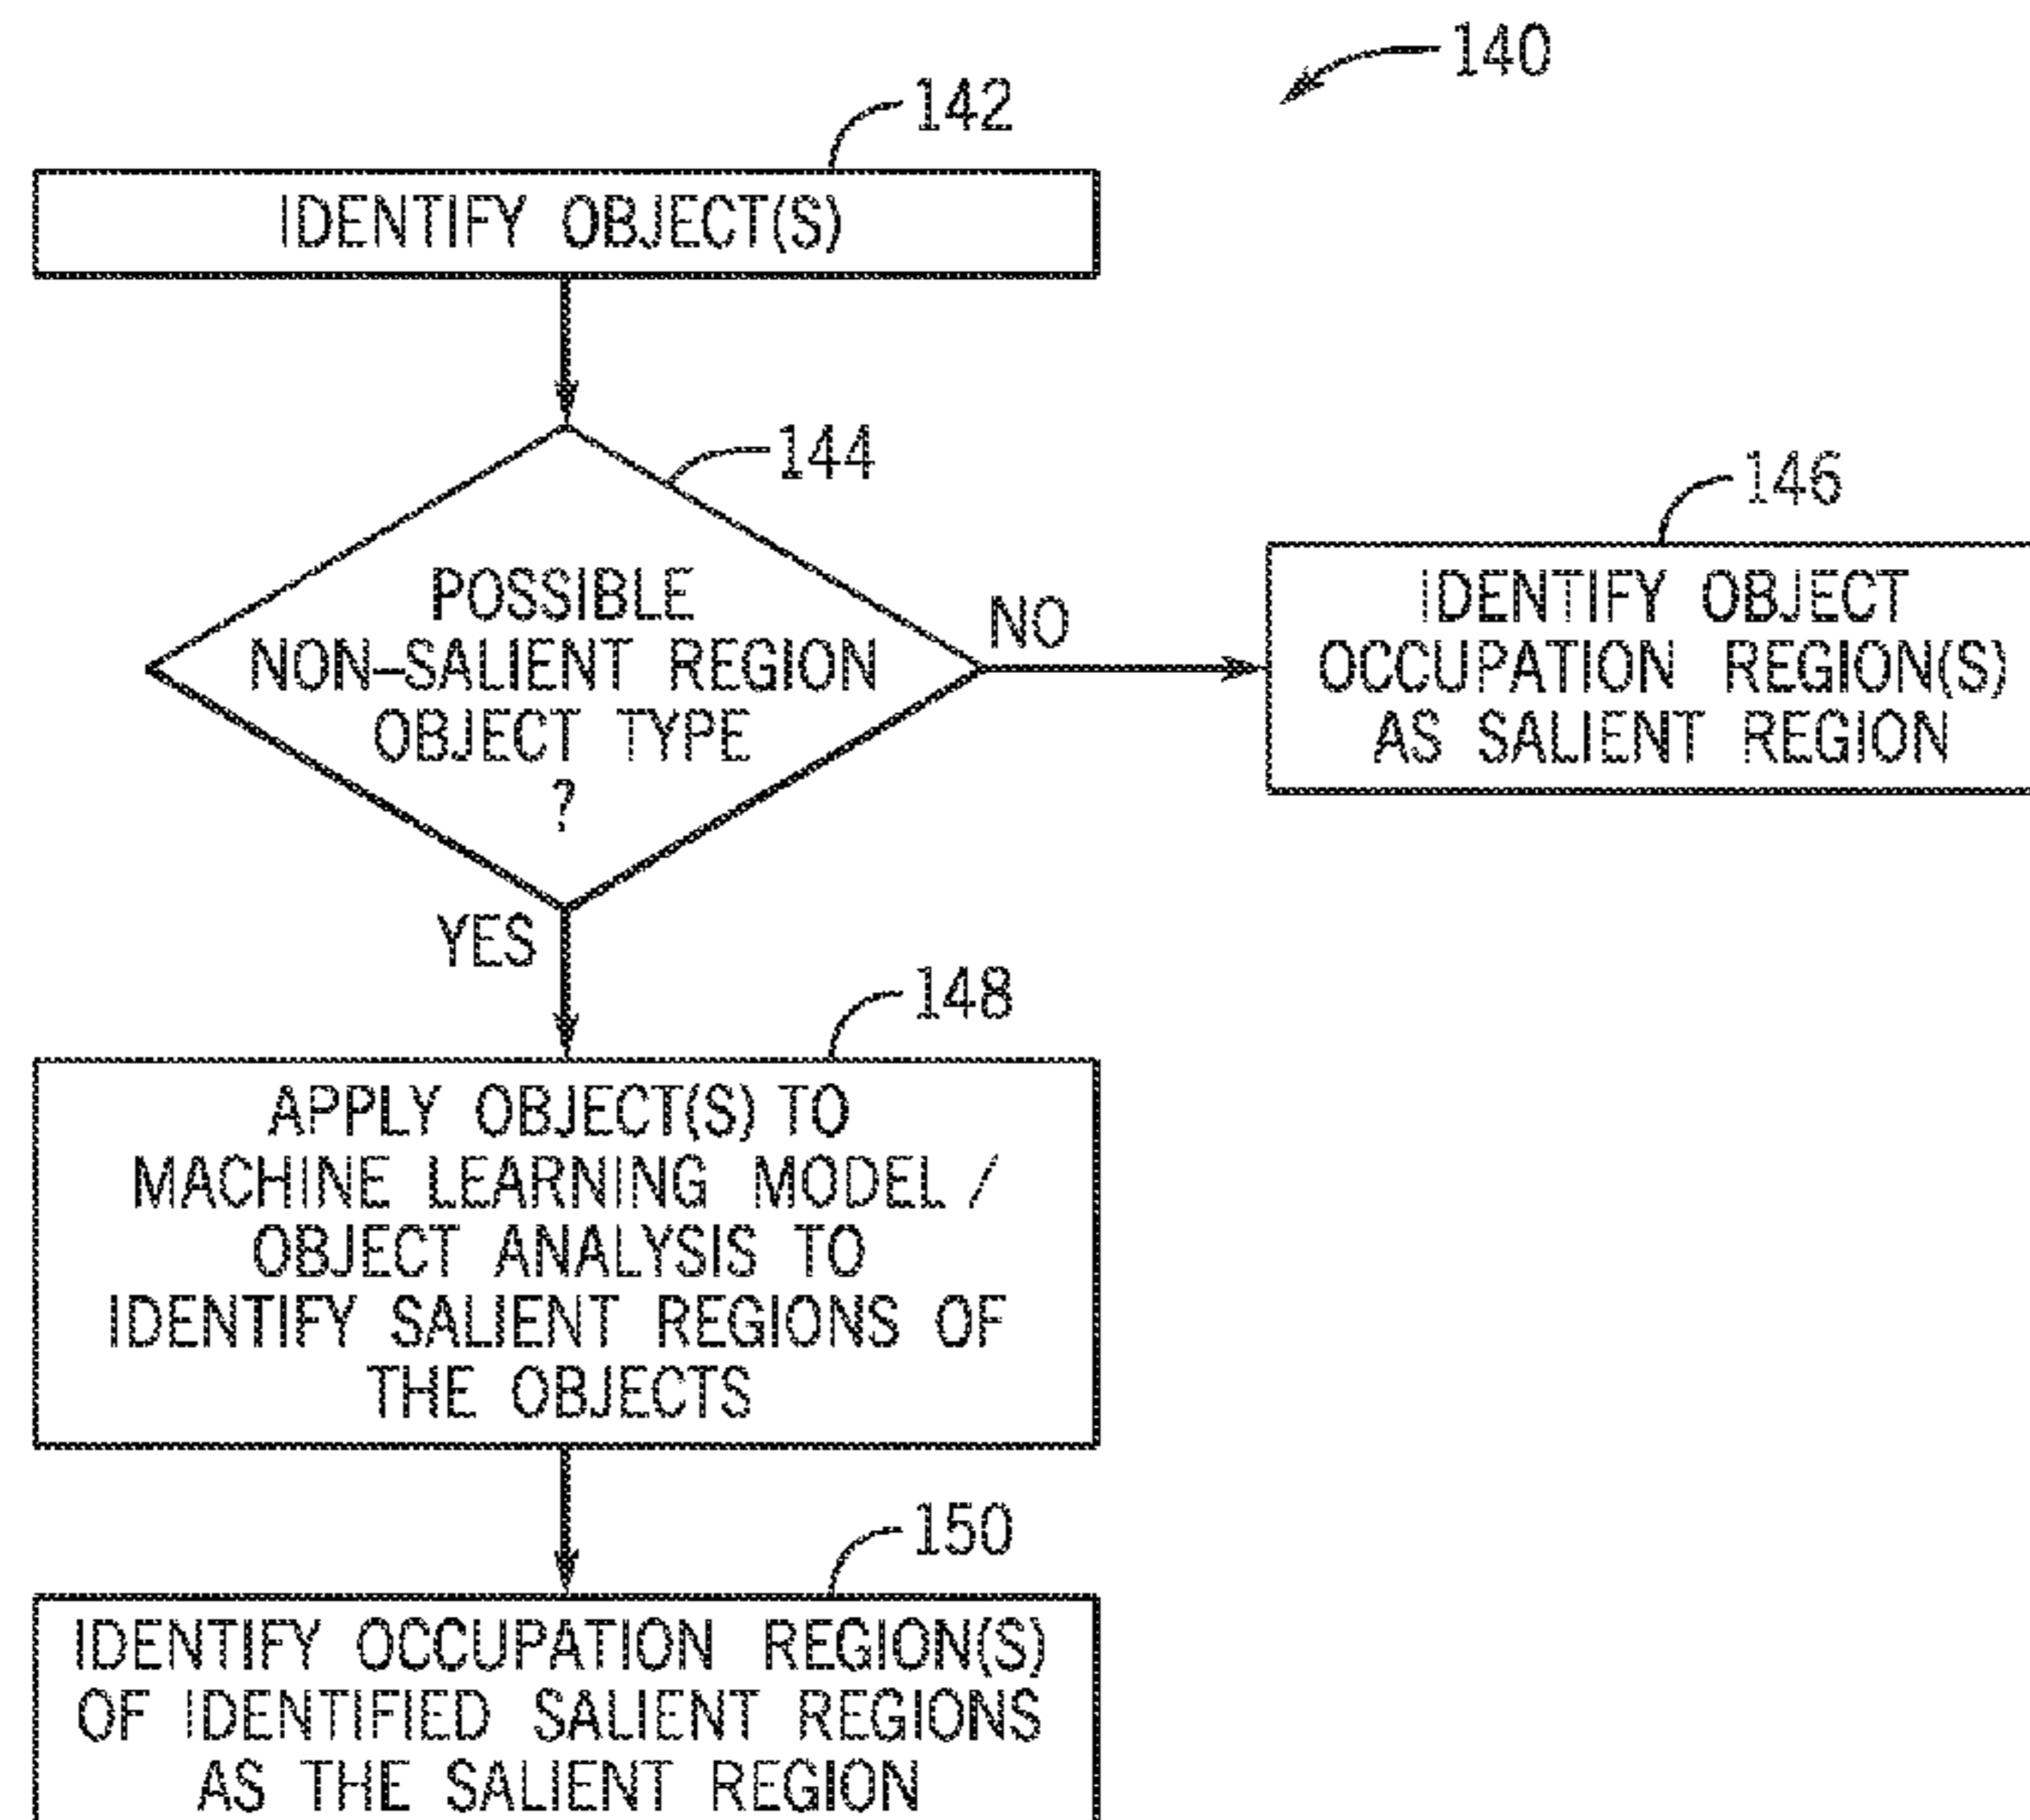 140
142
IDENTIFY OBJECT(S)
144
POSSIBLE
NON-SALIENT REGION
OBJECT TYPE
?
NO
146
IDENTIFY OBJECT
OCCUPATION REGION(S)
AS SALIENT REGION
YES
148
APPLY OBJECT(S) TO
MACHINE LEARNING MODEL /
OBJECT ANALYSIS TO
IDENTIFY SALIENT REGIONS OF
THE OBJECTS
150
IDENTIFY OCCUPATION REGION(S)
OF IDENTIFIED SALIENT REGIONS
AS THE SALIENT REGION